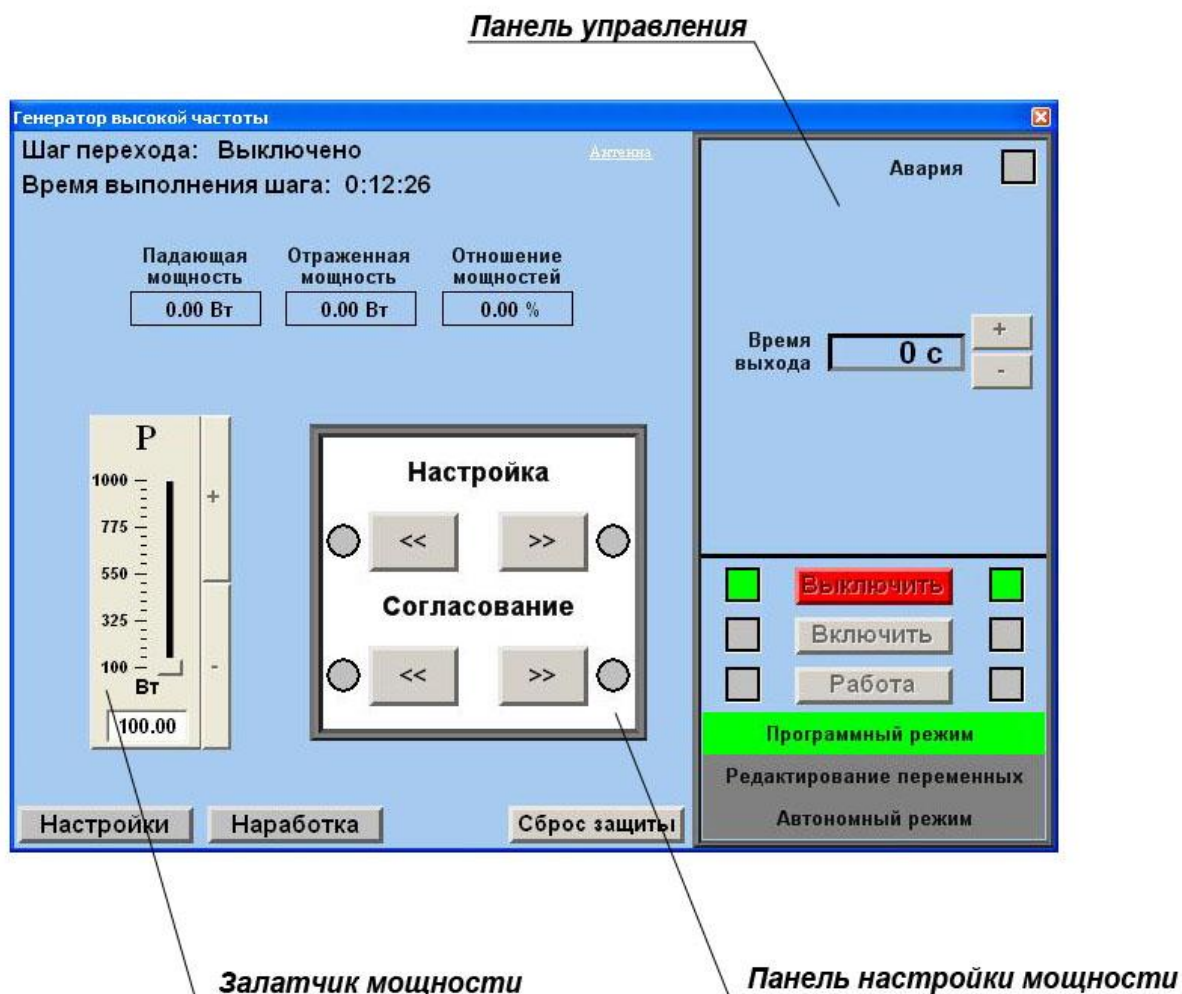 Панель управления
Генератор высокой частоты
Шаг перехода: Выключено
Антенна
Время выполнения шага: 0:12:26
Авария
Падающая мощность
Отраженная мощность
Отношение мощностей
0.00 Вт
0.00 Вт
0.00 %
Время выхода
0 с
+
-
P
1000
775
550
325
100
Вт
100.00
+
-
Настройка
<<
>>
Согласование
<<
>>
Выключить
Включить
Работа
Программный режим
Редактирование переменных
Автономный режим
Настройки
Наработка
Сброс защиты
Залатчик мощности
Панель настройки мощности